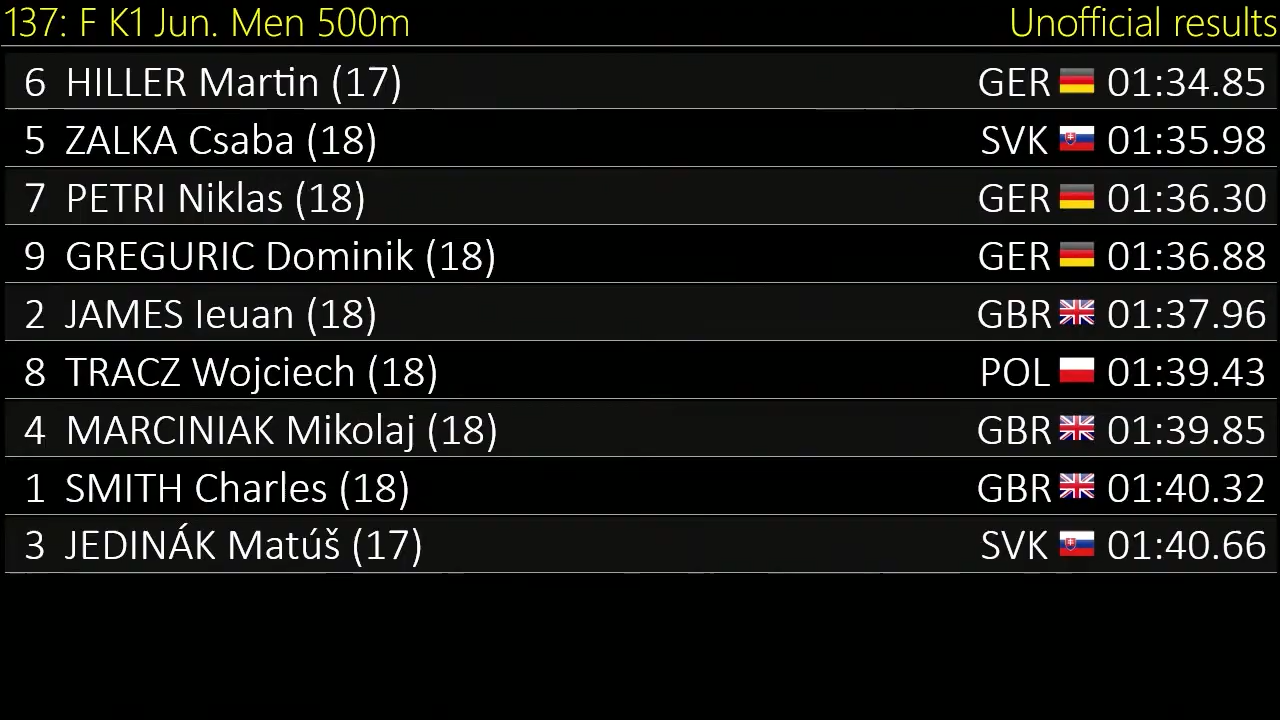 137: F K1 Jun. Men 500m Unofficial results
6 HILLER Martin (17) GER 01:34.85
5 ZALKA Csaba (18) SVK 01:35.98
7 PETRI Niklas (18) GER 01:36.30
9 GREGURIC Dominik (18) GER 01:36.88
2 JAMES Ieuan (18) GBR 01:37.96
8 TRACZ Wojciech (18) POL 01:39.43
4 MARCINIAK Mikolaj (18) GBR 01:39.85
1 SMITH Charles (18) GBR 01:40.32
3 JEDINÁK Matúš (17) SVK 01:40.66